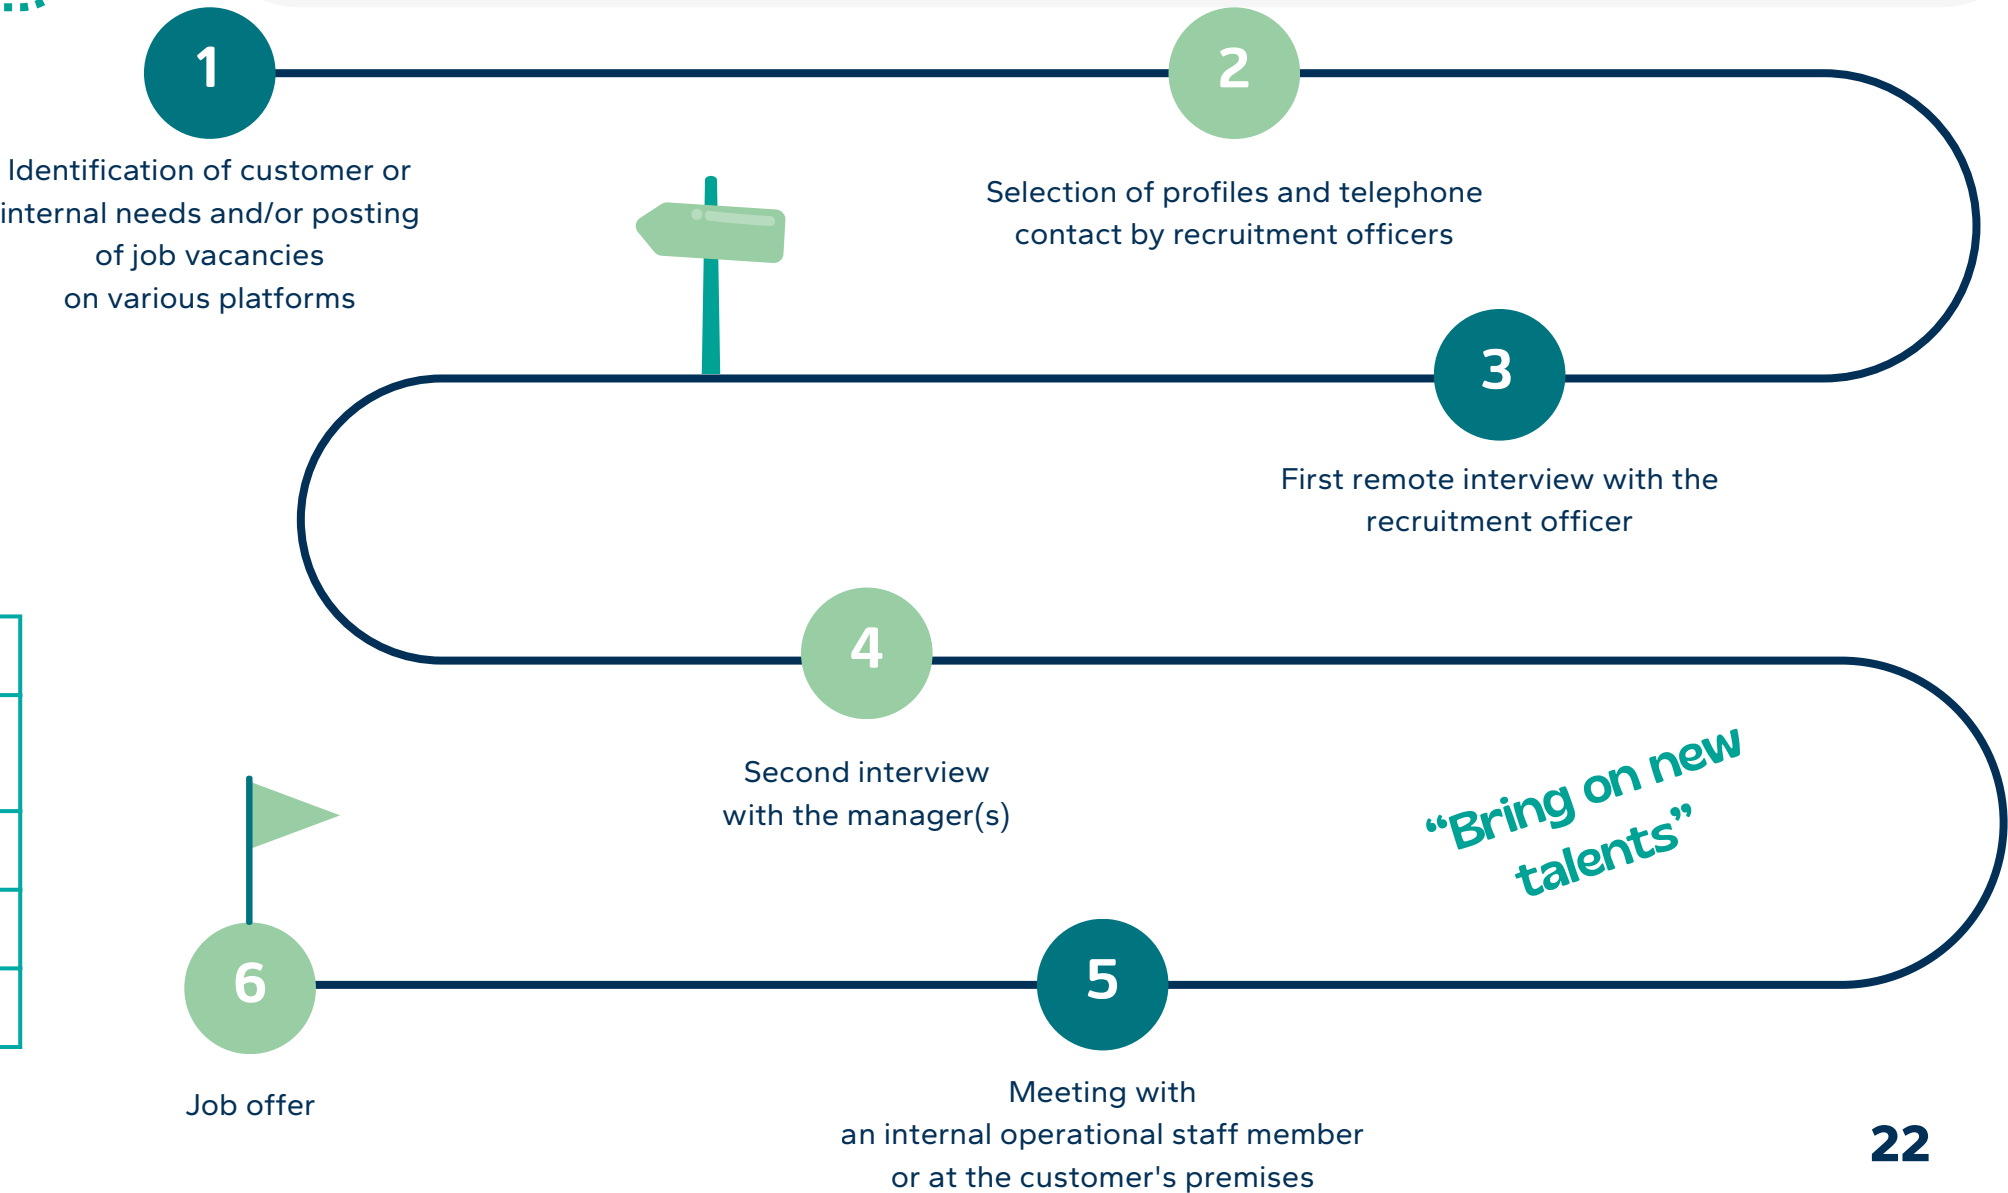 1
Identification of customer or
internal needs and/or posting
of job vacancies
on various platforms
2
Selection of profiles and telephone
contact by recruitment officers
3
First remote interview with the
recruitment officer
4
Second interview
with the manager(s)
“Bring on new
talents”
5
Meeting with
an internal operational staff member
or at the customer's premises
6
Job offer
22